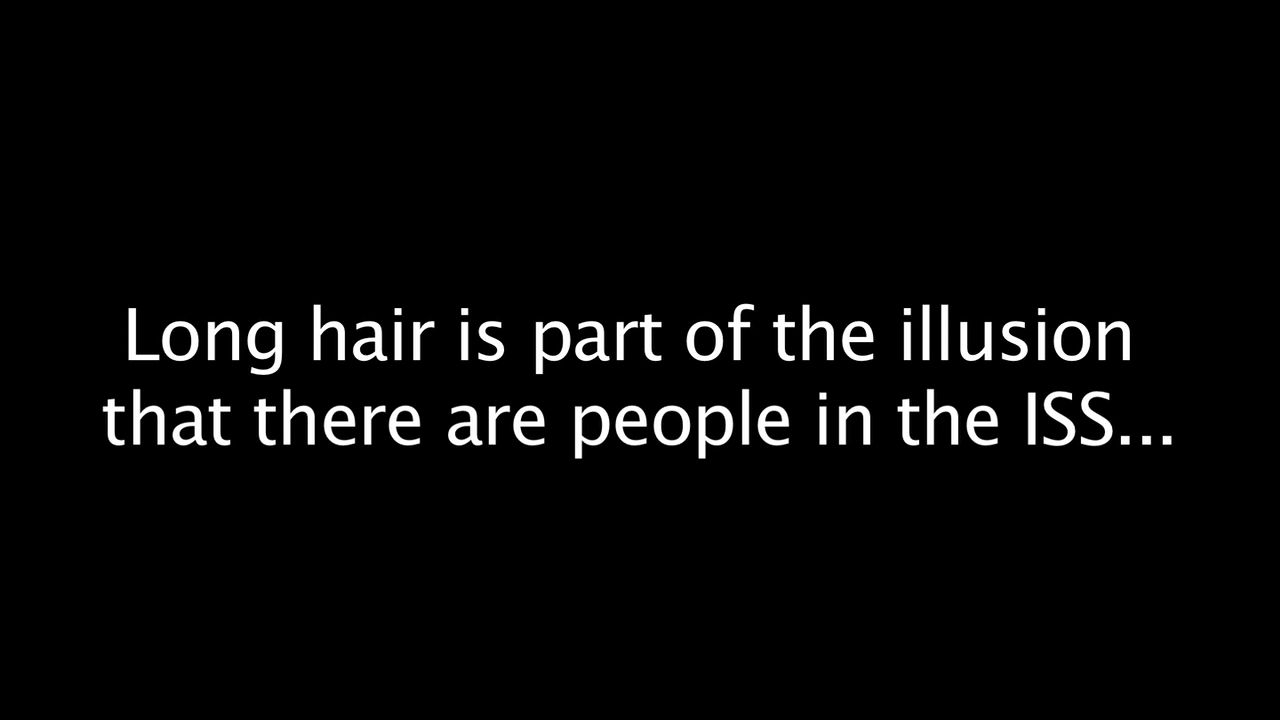 Long hair is part of the illusion
that there are people in the ISS...